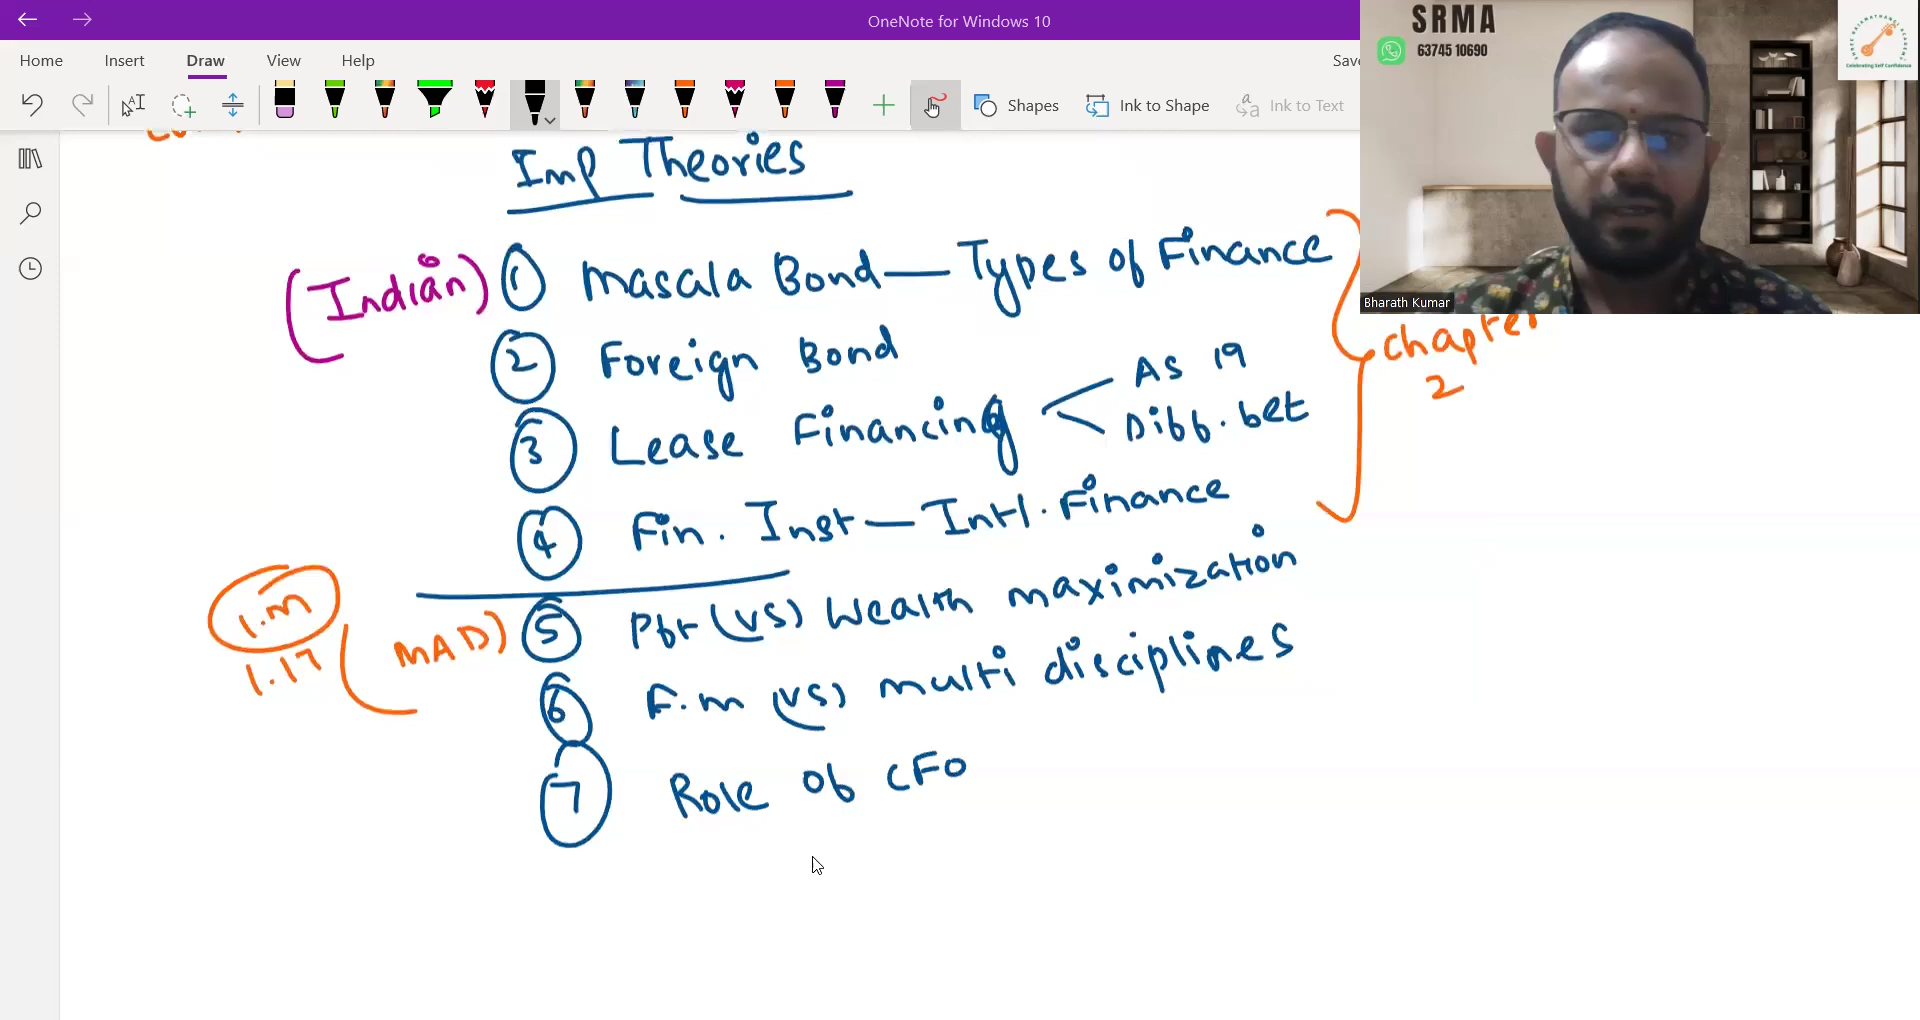 OneNote for Windows 10
Home Insert Draw View Help
Shapes Ink to Shape Ink to Text
SRMA
63745 10690
Bharath Kumar
Imp Theories
(Indian) 1 Masala Bond — Types of Finance
2 Foreign Bond
3 Lease Financing < As 19
Diff. bet
4 Fin. Inst — Intl. Finance
chapter
2
1.m
1.17
MAD) 5 Pft (vs) Wealth maximization
6 F.m (vs) multi disciplines
7 Role of CFO